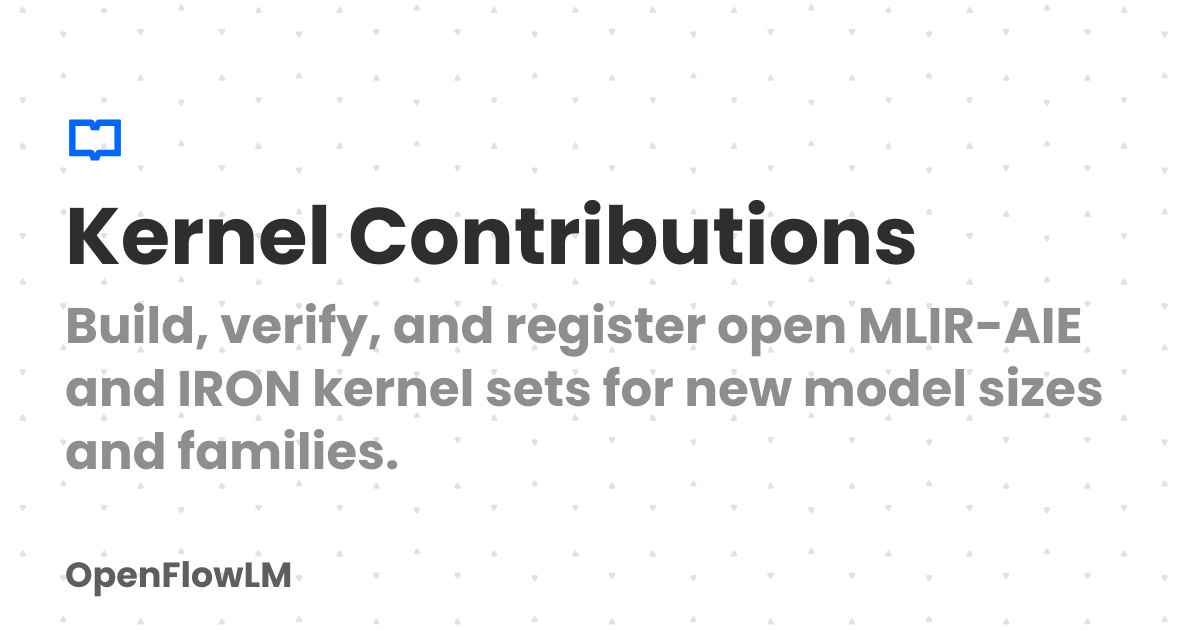 Kernel Contributions
Build, verify, and register open MLIR-AIE
and IRON kernel sets for new model sizes
and families.
OpenFlowLM